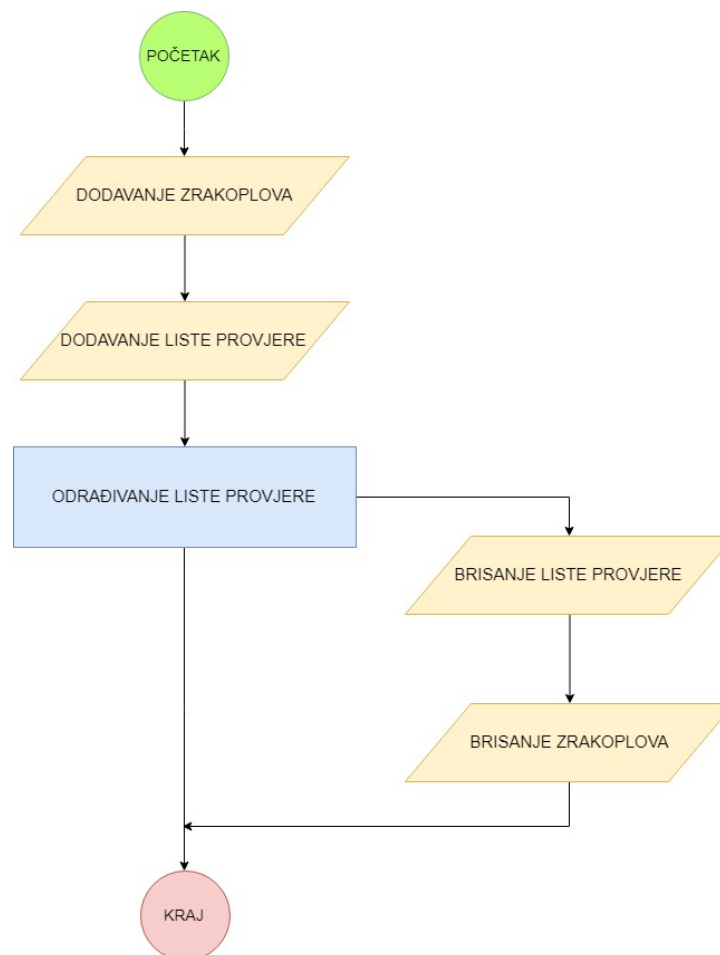 POČETAK
DODAVANJE ZRAKOPLOVA
DODAVANJE LISTE PROVJERE
ODRAĐIVANJE LISTE PROVJERE
BRISANJE LISTE PROVJERE
BRISANJE ZRAKOPLOVA
KRAJ